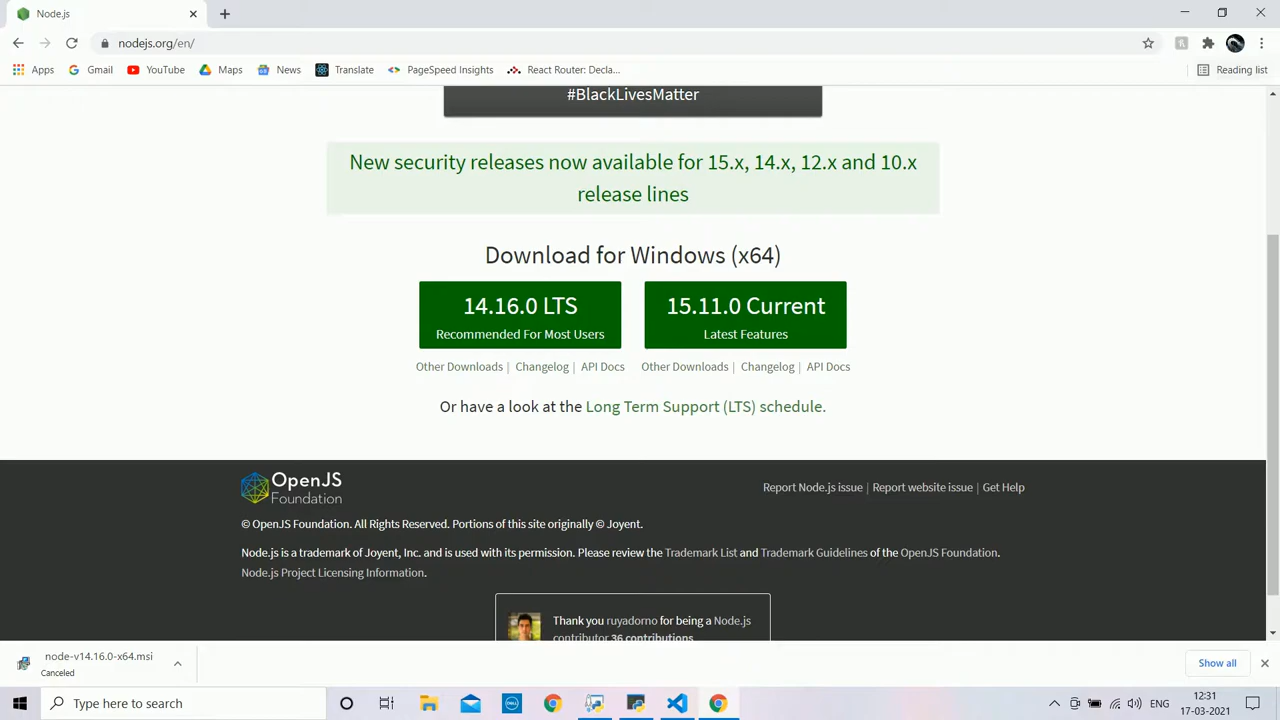 Node.js
nodejs.org/en/
Apps Gmail YouTube Maps News Translate PageSpeed Insights React Router: Decla... Reading list
#BlackLivesMatter
New security releases now available for 15.x, 14.x, 12.x and 10.x
release lines
Download for Windows (x64)
14.16.0 LTS
Recommended For Most Users
15.11.0 Current
Latest Features
Other Downloads | Changelog | API Docs
Other Downloads | Changelog | API Docs
Or have a look at the Long Term Support (LTS) schedule.
OpenJS
Foundation
Report Node.js issue | Report website issue | Get Help
© OpenJS Foundation. All Rights Reserved. Portions of this site originally © Joyent.
Node.js is a trademark of Joyent, Inc. and is used with its permission. Please review the Trademark List and Trademark Guidelines of the OpenJS Foundation.
Node.js Project Licensing Information.
Thank you ruyadorno for being a Node.js
contributor 36 contributions
node-v14.16.0-x64.msi
Canceled
Show all
Type here to search
DELL
ENG
12:31
17-03-2021